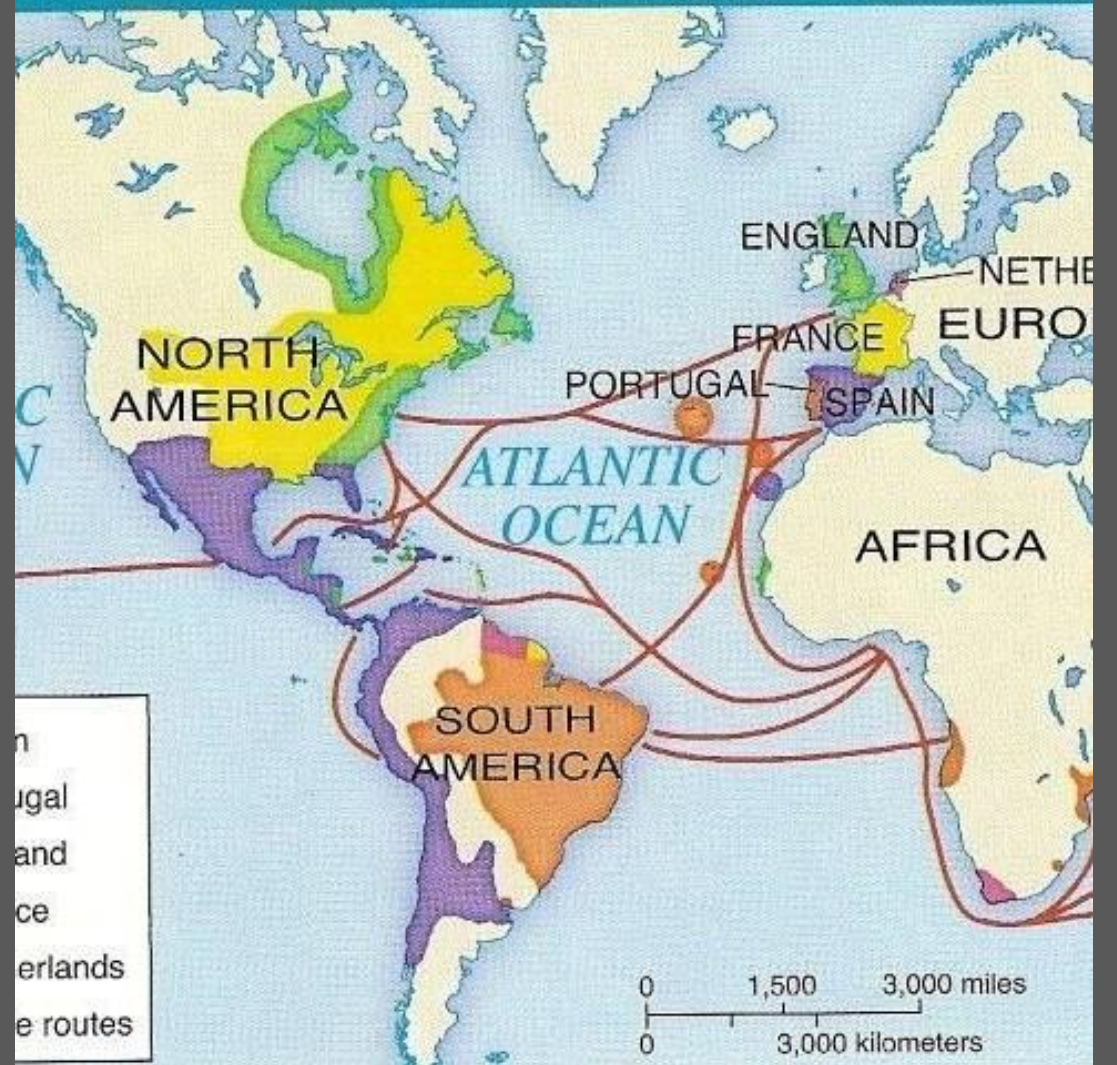 ENGLAND
NETHE
EURO
FRANCE
PORTUGAL
SPAIN
NORTH
AMERICA
C
N
ATLANTIC
OCEAN
AFRICA
SOUTH
AMERICA
n
ugal
and
ce
erlands
e routes
0 1,500 3,000 miles
0 3,000 kilometers